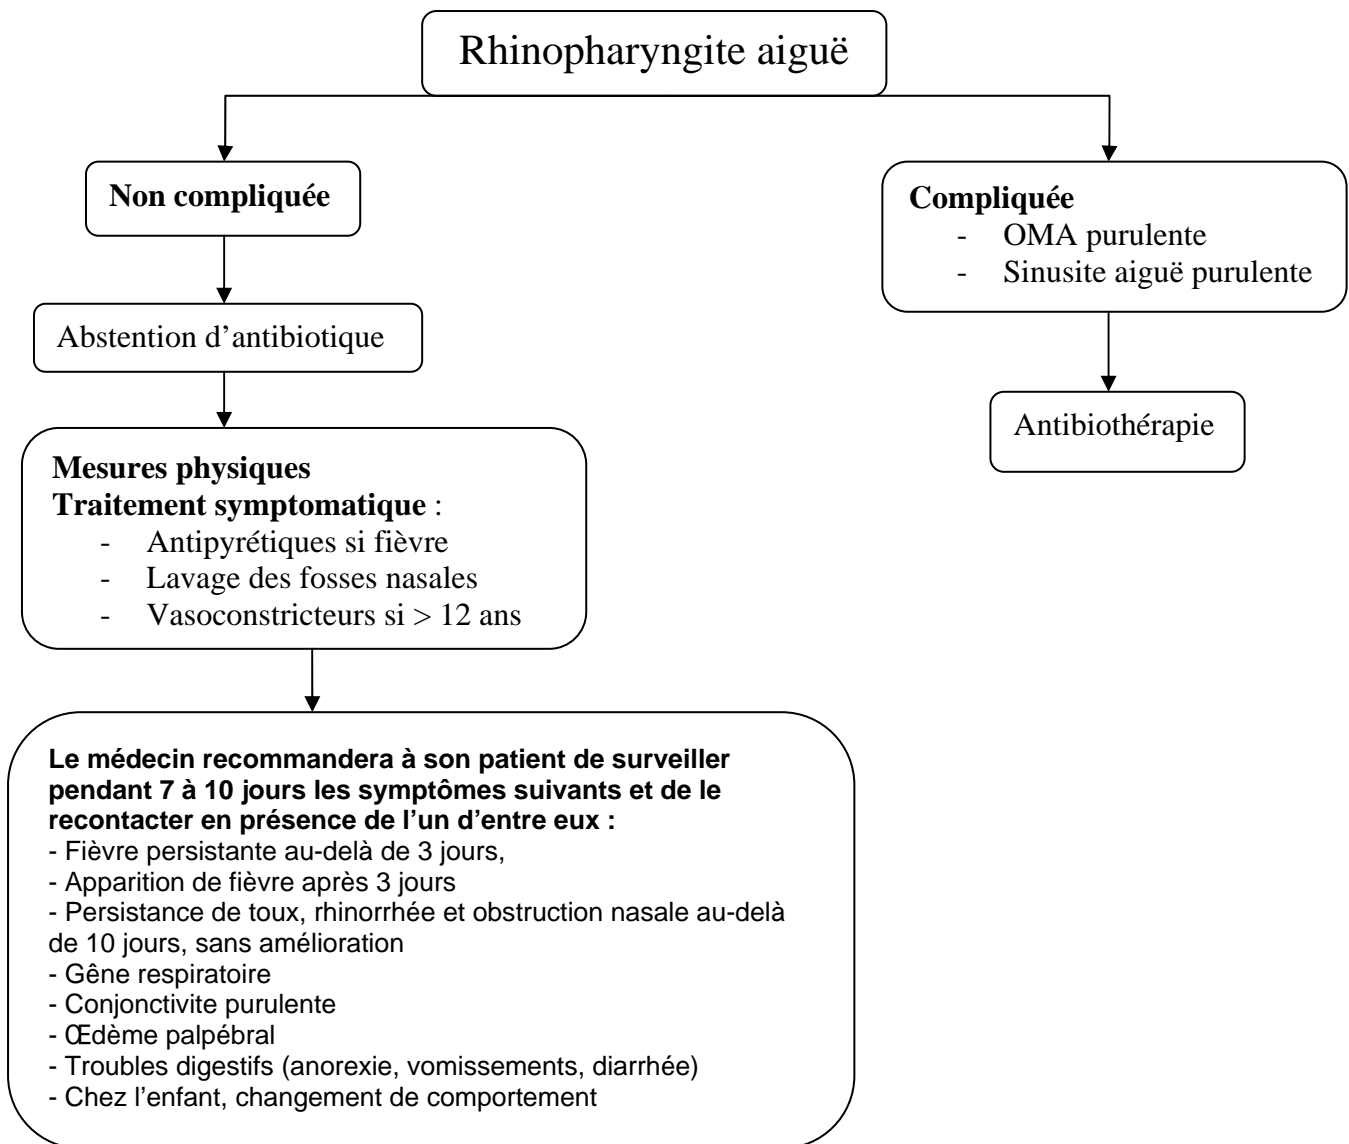 Rhinopharyngite aiguë
Non compliquée
Compliquée
- OMA purulente
- Sinusite aiguë purulente
Abstention d’antibiotique
Antibiothérapie
Mesures physiques
Traitement symptomatique :
- Antipyrétiques si fièvre
- Lavage des fosses nasales
- Vasoconstricteurs si > 12 ans
Le médecin recommandera à son patient de surveiller
pendant 7 à 10 jours les symptômes suivants et de le
recontacter en présence de l’un d’entre eux :
- Fièvre persistante au-delà de 3 jours,
- Apparition de fièvre après 3 jours
- Persistance de toux, rhinorrhée et obstruction nasale au-delà
de 10 jours, sans amélioration
- Gêne respiratoire
- Conjonctivite purulente
- Œdème palpébral
- Troubles digestifs (anorexie, vomissements, diarrhée)
- Chez l’enfant, changement de comportement